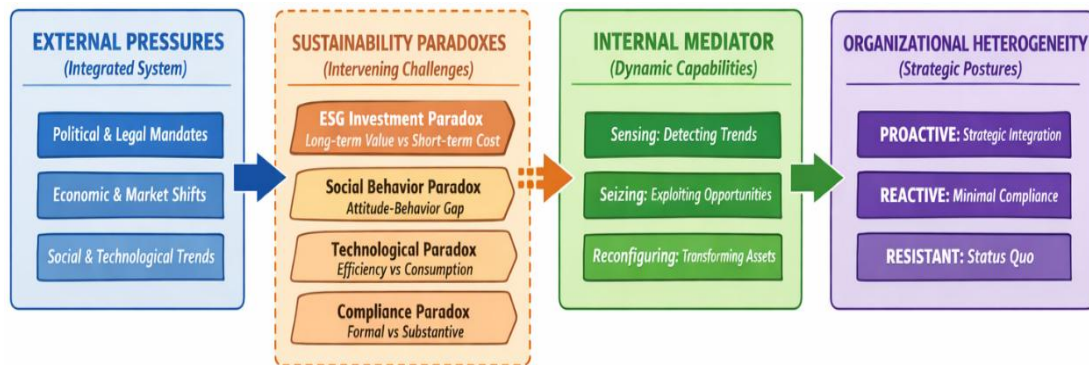 EXTERNAL PRESSURES
(Integrated System)
Political & Legal Mandates
Economic & Market Shifts
Social & Technological Trends
SUSTAINABILITY PARADOXES
(Intervening Challenges)
ESG Investment Paradox
Long-term Value vs Short-term Cost
Social Behavior Paradox
Attitude-Behavior Gap
Technological Paradox
Efficiency vs Consumption
Compliance Paradox
Formal vs Substantive
INTERNAL MEDIATOR
(Dynamic Capabilities)
Sensing: Detecting Trends
Seizing: Exploiting Opportunities
Reconfiguring: Transforming Assets
ORGANIZATIONAL HETEROGENEITY
(Strategic Postures)
PROACTIVE: Strategic Integration
REACTIVE: Minimal Compliance
RESISTANT: Status Quo